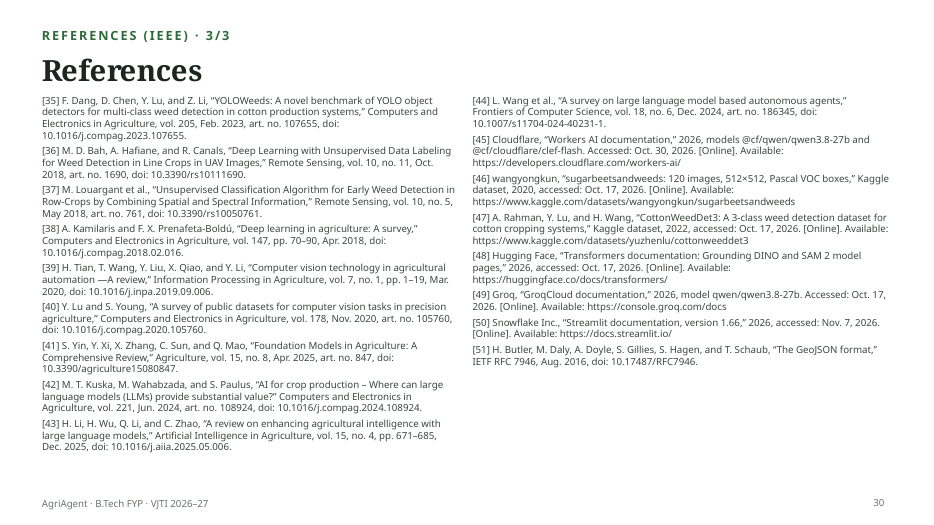 REFERENCES (IEEE) · 3/3
References
[35] F. Dang, D. Chen, Y. Lu, and Z. Li, “YOLOWeeds: A novel benchmark of YOLO object
detectors for multi-class weed detection in cotton production systems,” Computers and
Electronics in Agriculture, vol. 205, Feb. 2023, art. no. 107655, doi:
10.1016/j.compag.2023.107655.
[36] M. D. Bah, A. Hafiane, and R. Canals, “Deep Learning with Unsupervised Data Labeling
for Weed Detection in Line Crops in UAV Images,” Remote Sensing, vol. 10, no. 11, Oct.
2018, art. no. 1690, doi: 10.3390/rs10111690.
[37] M. Louargant et al., “Unsupervised Classification Algorithm for Early Weed Detection in
Row-Crops by Combining Spatial and Spectral Information,” Remote Sensing, vol. 10, no. 5,
May 2018, art. no. 761, doi: 10.3390/rs10050761.
[38] A. Kamilaris and F. X. Prenafeta-Boldú, “Deep learning in agriculture: A survey,”
Computers and Electronics in Agriculture, vol. 147, pp. 70–90, Apr. 2018, doi:
10.1016/j.compag.2018.02.016.
[39] H. Tian, T. Wang, Y. Liu, X. Qiao, and Y. Li, “Computer vision technology in agricultural
automation —A review,” Information Processing in Agriculture, vol. 7, no. 1, pp. 1–19, Mar.
2020, doi: 10.1016/j.inpa.2019.09.006.
[40] Y. Lu and S. Young, “A survey of public datasets for computer vision tasks in precision
agriculture,” Computers and Electronics in Agriculture, vol. 178, Nov. 2020, art. no. 105760,
doi: 10.1016/j.compag.2020.105760.
[41] S. Yin, Y. Xi, X. Zhang, C. Sun, and Q. Mao, “Foundation Models in Agriculture: A
Comprehensive Review,” Agriculture, vol. 15, no. 8, Apr. 2025, art. no. 847, doi:
10.3390/agriculture15080847.
[42] M. T. Kuska, M. Wahabzada, and S. Paulus, “AI for crop production – Where can large
language models (LLMs) provide substantial value?” Computers and Electronics in
Agriculture, vol. 221, Jun. 2024, art. no. 108924, doi: 10.1016/j.compag.2024.108924.
[43] H. Li, H. Wu, Q. Li, and C. Zhao, “A review on enhancing agricultural intelligence with
large language models,” Artificial Intelligence in Agriculture, vol. 15, no. 4, pp. 671–685,
Dec. 2025, doi: 10.1016/j.aiia.2025.05.006.
[44] L. Wang et al., “A survey on large language model based autonomous agents,”
Frontiers of Computer Science, vol. 18, no. 6, Dec. 2024, art. no. 186345, doi:
10.1007/s11704-024-40231-1.
[45] Cloudflare, “Workers AI documentation,” 2026, models @cf/qwen/qwen3.8-27b and
@cf/cloudflare/clef-flash. Accessed: Oct. 30, 2026. [Online]. Available:
https://developers.cloudflare.com/workers-ai/
[46] wangyongkun, “sugarbeetsandweeds: 120 images, 512×512, Pascal VOC boxes,” Kaggle
dataset, 2020, accessed: Oct. 17, 2026. [Online]. Available:
https://www.kaggle.com/datasets/wangyongkun/sugarbeetsandweeds
[47] A. Rahman, Y. Lu, and H. Wang, “CottonWeedDet3: A 3-class weed detection dataset for
cotton cropping systems,” Kaggle dataset, 2022, accessed: Oct. 17, 2026. [Online]. Available:
https://www.kaggle.com/datasets/yuzhenlu/cottonweeddet3
[48] Hugging Face, “Transformers documentation: Grounding DINO and SAM 2 model
pages,” 2026, accessed: Oct. 17, 2026. [Online]. Available:
https://huggingface.co/docs/transformers/
[49] Groq, “GroqCloud documentation,” 2026, model qwen/qwen3.8-27b. Accessed: Oct. 17,
2026. [Online]. Available: https://console.groq.com/docs
[50] Snowflake Inc., “Streamlit documentation, version 1.66,” 2026, accessed: Nov. 7, 2026.
[Online]. Available: https://docs.streamlit.io/
[51] H. Butler, M. Daly, A. Doyle, S. Gillies, S. Hagen, and T. Schaub, “The GeoJSON format,”
IETF RFC 7946, Aug. 2016, doi: 10.17487/RFC7946.
AgriAgent · B.Tech FYP · VJTI 2026–27
30